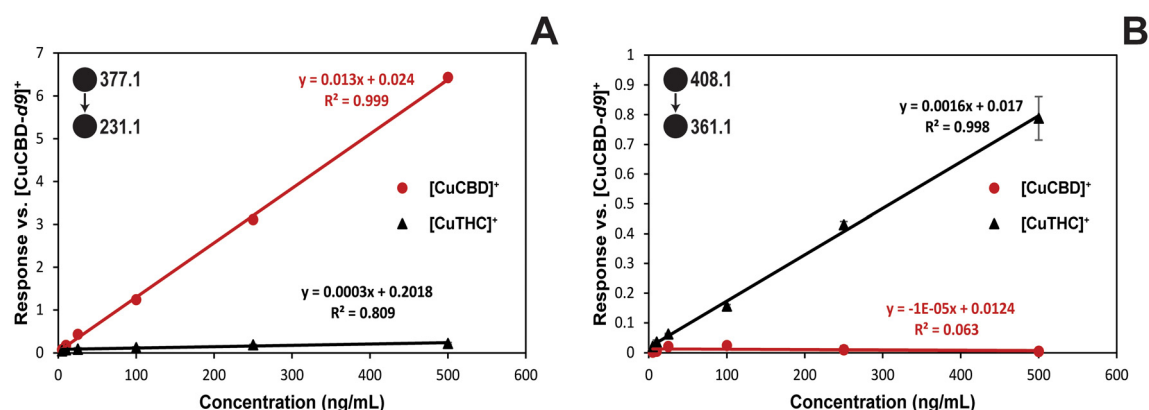 A
Response vs. [CuCBD-d9]⁺
7
6
5
4
3
2
1
0
377.1
231.1
y = 0.013x + 0.024
R² = 0.999
[CuCBD]⁺
[CuTHC]⁺
y = 0.0003x + 0.2018
R² = 0.809
0 100 200 300 400 500 600
Concentration (ng/mL)
B
Response vs. [CuCBD-d9]⁺
1
0.9
0.8
0.7
0.6
0.5
0.4
0.3
0.2
0.1
0
408.1
361.1
y = 0.0016x + 0.017
R² = 0.998
[CuCBD]⁺
[CuTHC]⁺
y = -1E-05x + 0.0124
R² = 0.063
0 100 200 300 400 500 600
Concentration (ng/mL)